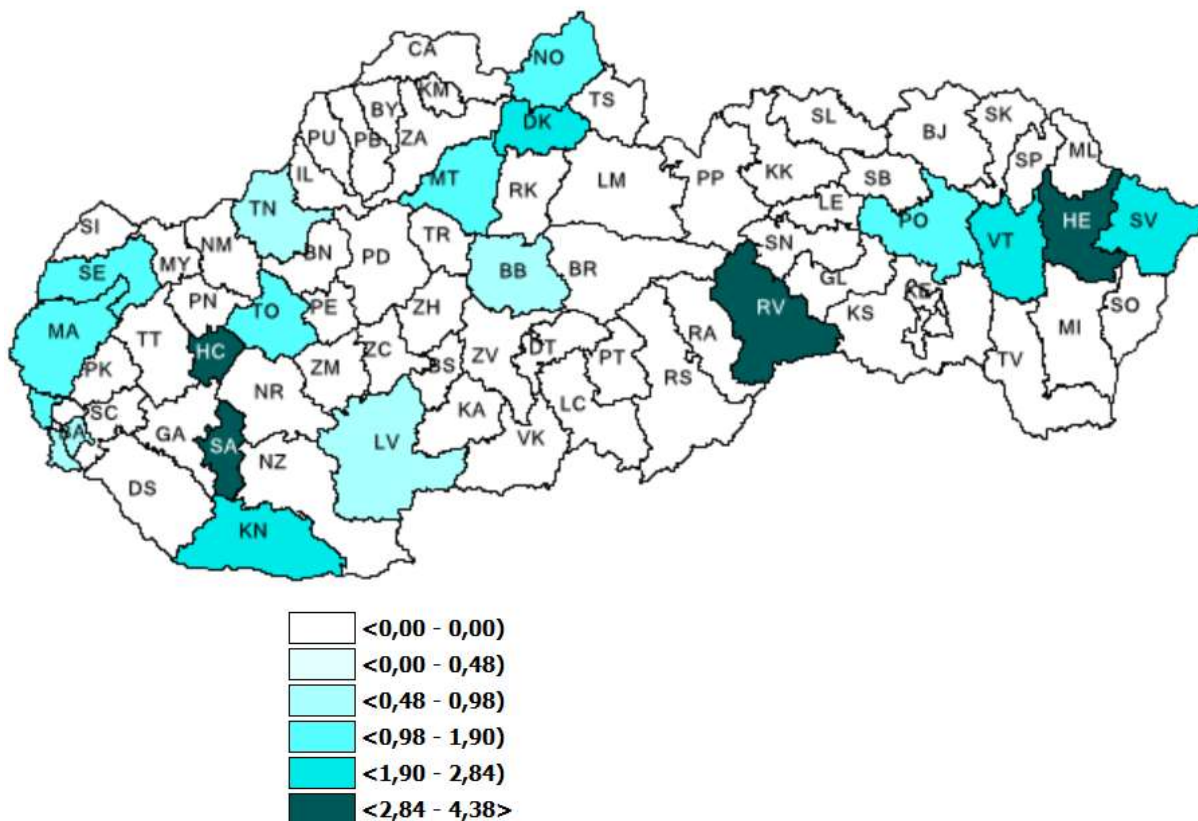 CA
NO
KM
TS
BY
DK
PU
PB
ZA
SL
SK
BJ
SP
ML
IL
MT
RK
LM
PP
KK
SB
TN
LE
SI
NM
TR
PO
HE
SV
SN
VT
BN
PD
MY
SE
BB
BR
GL
PN
TO
PE
ZH
RV
KS
KE
SO
MA
TT
HC
ZM
ZC
BS
ZV
DT
PT
RA
MI
TV
PK
NR
RS
SC
KA
LC
GA
SA
LV
VK
BA
NZ
DS
KN
<0,00 - 0,00)
<0,00 - 0,48)
<0,48 - 0,98)
<0,98 - 1,90)
<1,90 - 2,84)
<2,84 - 4,38>